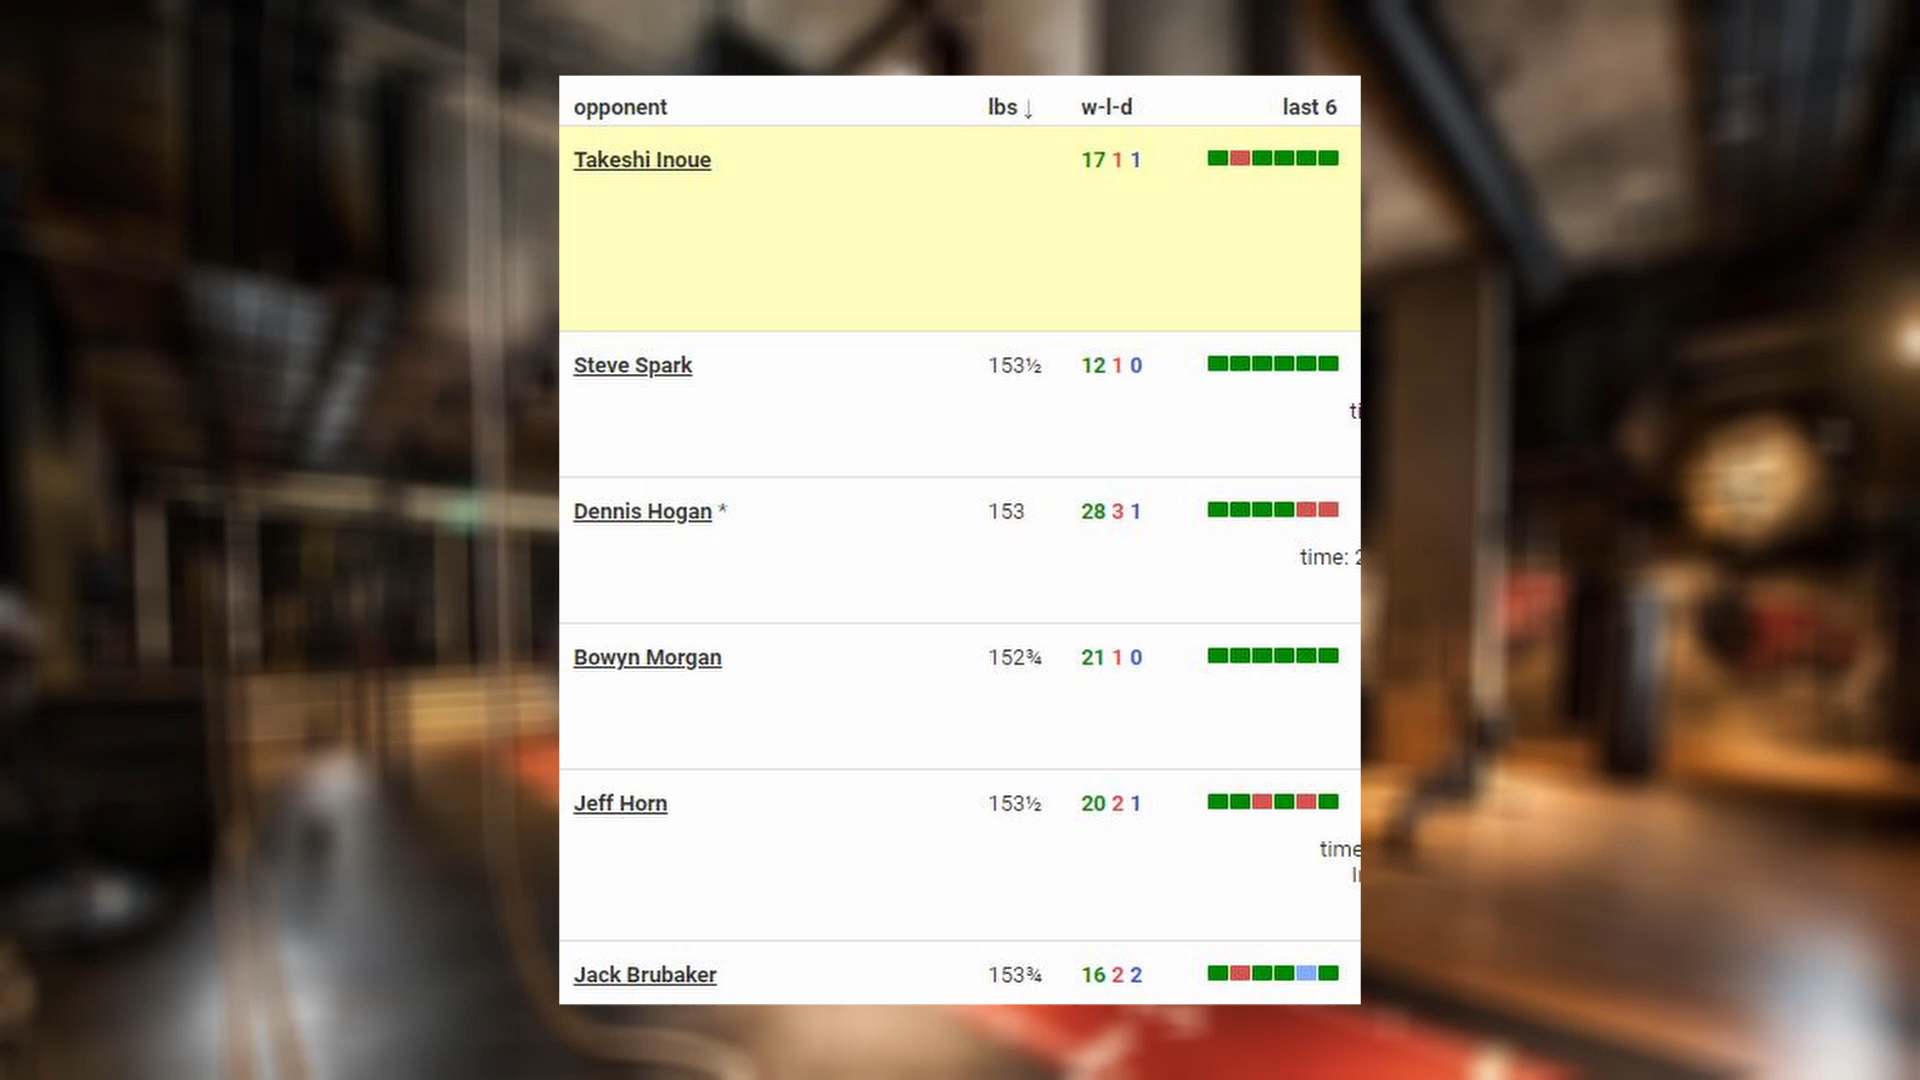 opponent lbs ↓ w-l-d last 6
Takeshi Inoue 17 1 1
Steve Spark 153½ 12 1 0
ti
Dennis Hogan * 153 28 3 1
time: 2
Bowyn Morgan 152¾ 21 1 0
Jeff Horn 153½ 20 2 1
time
Jack Brubaker 153¾ 16 2 2